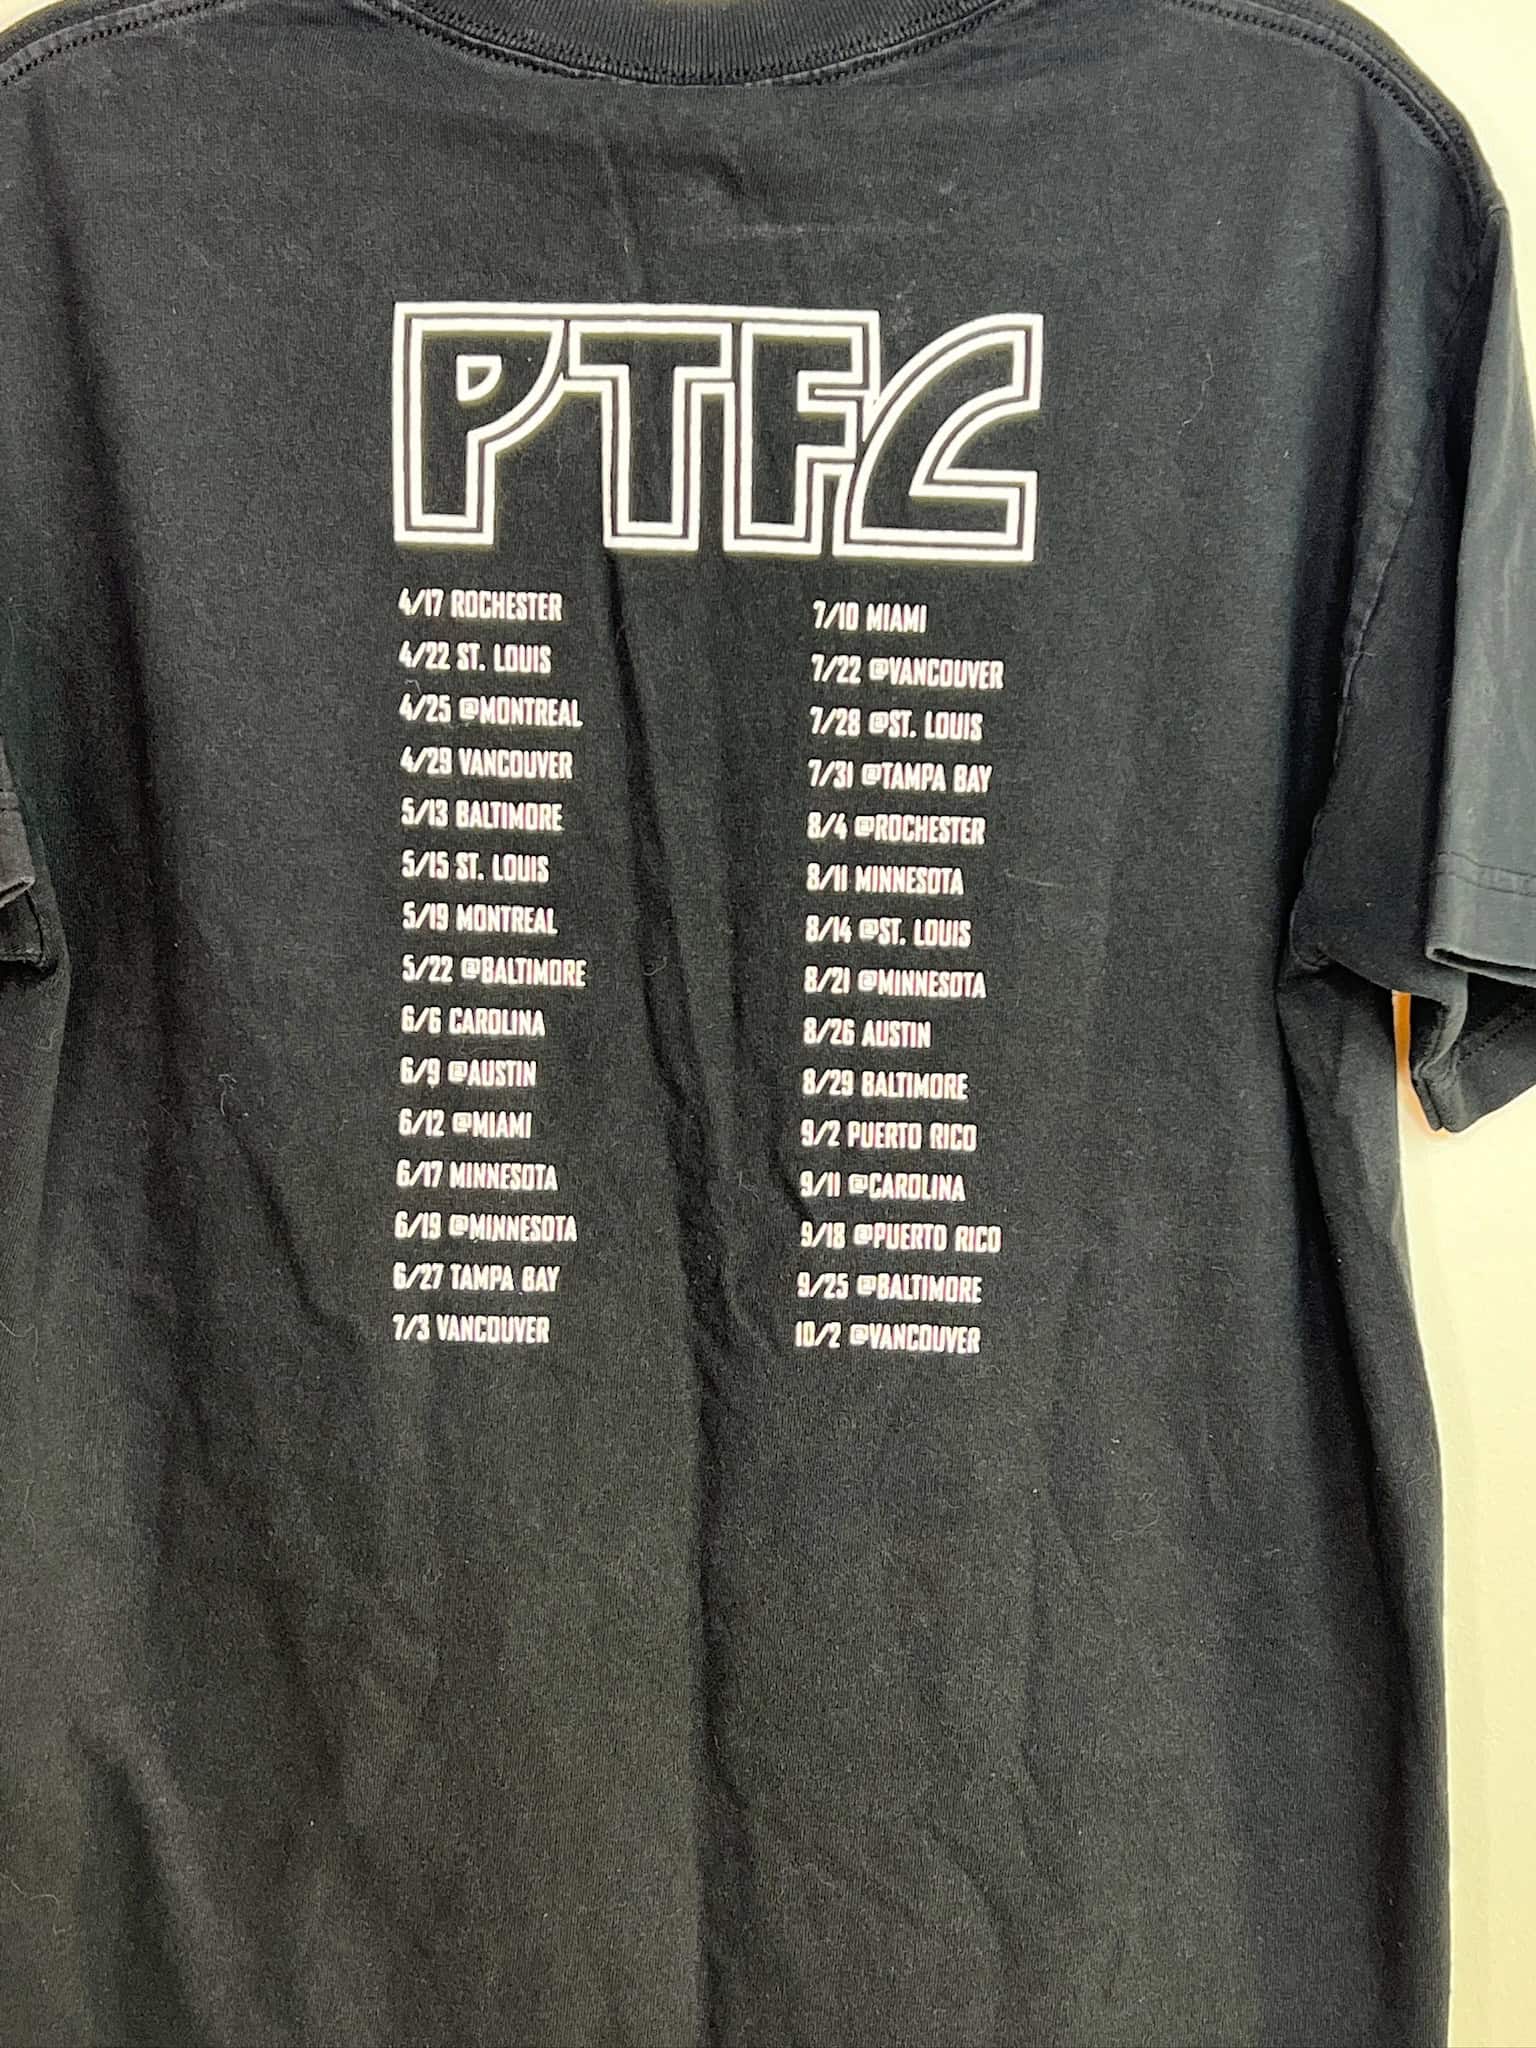 PTFC
4/17 ROCHESTER
4/22 ST. LOUIS
4/25 @MONTREAL
4/29 VANCOUVER
5/13 BALTIMORE
5/15 ST. LOUIS
5/19 MONTREAL
5/22 @BALTIMORE
6/6 CAROLINA
6/9 @AUSTIN
6/12 @MIAMI
6/17 MINNESOTA
6/19 @MINNESOTA
6/27 TAMPA BAY
7/3 VANCOUVER
7/10 MIAMI
7/22 @VANCOUVER
7/28 @ST. LOUIS
7/31 @TAMPA BAY
8/4 @ROCHESTER
8/11 MINNESOTA
8/14 @ST. LOUIS
8/21 @MINNESOTA
8/26 AUSTIN
8/29 BALTIMORE
9/2 PUERTO RICO
9/11 @CAROLINA
9/18 @PUERTO RICO
9/25 @BALTIMORE
10/2 @VANCOUVER